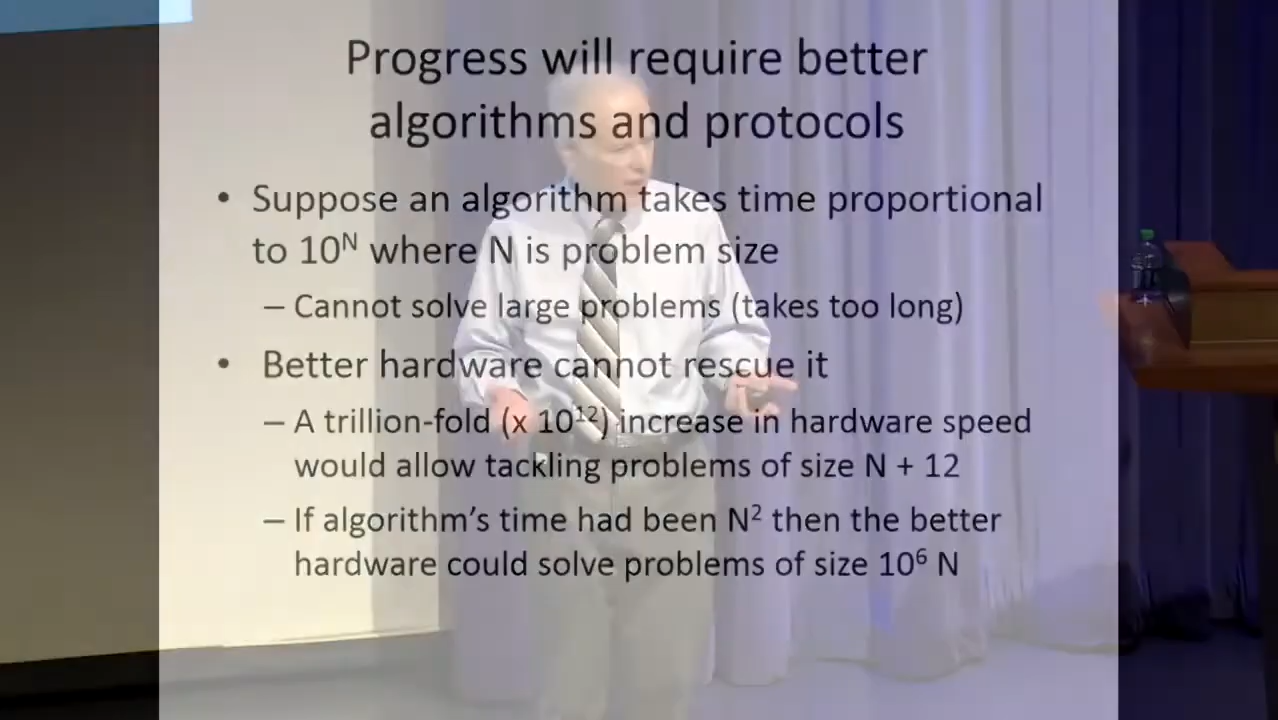 Progress will require better
algorithms and protocols
• Suppose an algorithm takes time proportional
to 10ᴺ where N is problem size
– Cannot solve large problems (takes too long)
• Better hardware cannot rescue it
– A trillion-fold (x 10¹²) increase in hardware speed
would allow tackling problems of size N + 12
– If algorithm’s time had been N² then the better
hardware could solve problems of size 10⁶ N